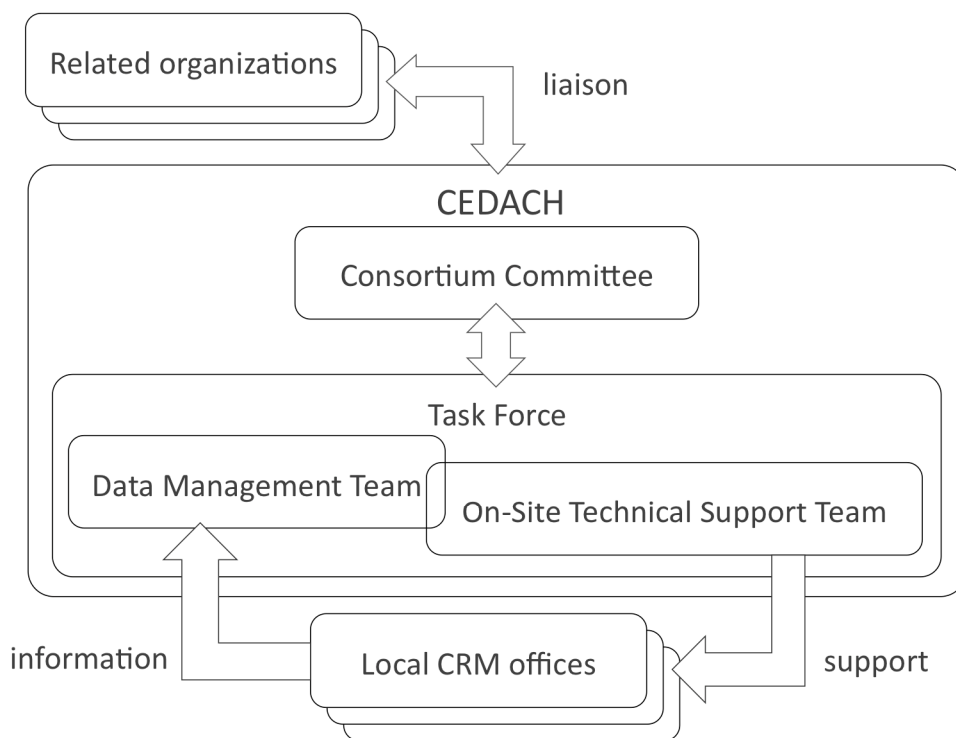 Related organizations
liaison
CEDACH
Consortium Committee
Task Force
Data Management Team
On-Site Technical Support Team
information
Local CRM offices
support